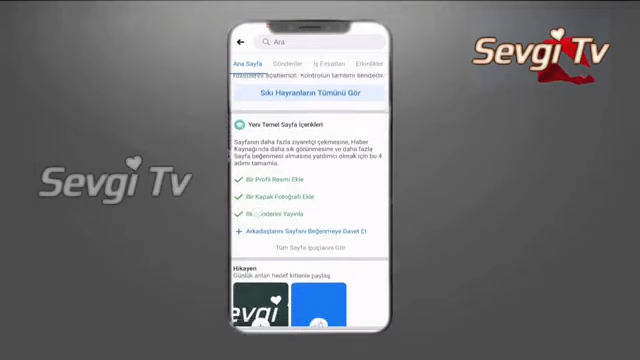 Sevgi Tv
Ara
Ana Sayfa Gönderiler İş Fırsatları Etkinlikler
Sıkı Hayranların Tümünü Gör
Yeni Temel Sayfa İçerikleri
Sayfanın daha fazla ziyaretçi çekmesine, Haber
Kaynağı'nda daha sık görünmesine ve daha fazla
Sayfa beğenmesi almasına yardımcı olmak için bu 4
adımı tamamla.
Bir Profil Resmi Ekle
Bir Kapak Fotoğrafı Ekle
Gönderini Yayınla
Arkadaşlarını Sayfanı Beğenmeye Davet Et
Tüm Sayfa İpuçlarını Gör
Hikayen
Günlük anları hedef kitlenle paylaş
Sevgi Tv
evgi